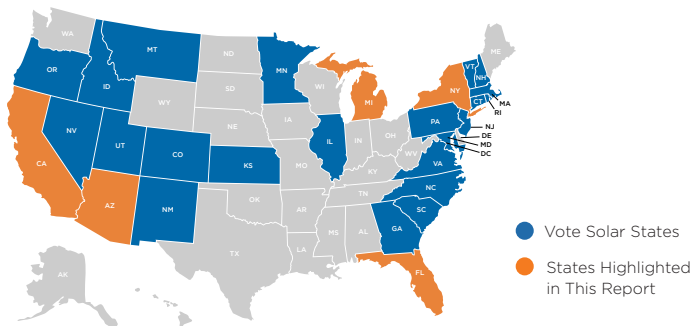 WA
ME
MT
ND
VT
MN
OR
NH
ID
SD
WI
NY
MA
WY
MI
CT
RI
IA
PA
NE
NJ
NV
OH
DE
IL
IN
UT
MD
CO
WV
DC
CA
VA
KS
MO
KY
NC
TN
AZ
OK
NM
AR
SC
MS
AL
GA
Vote Solar States
LA
TX
States Highlighted
in This Report
FL
AK